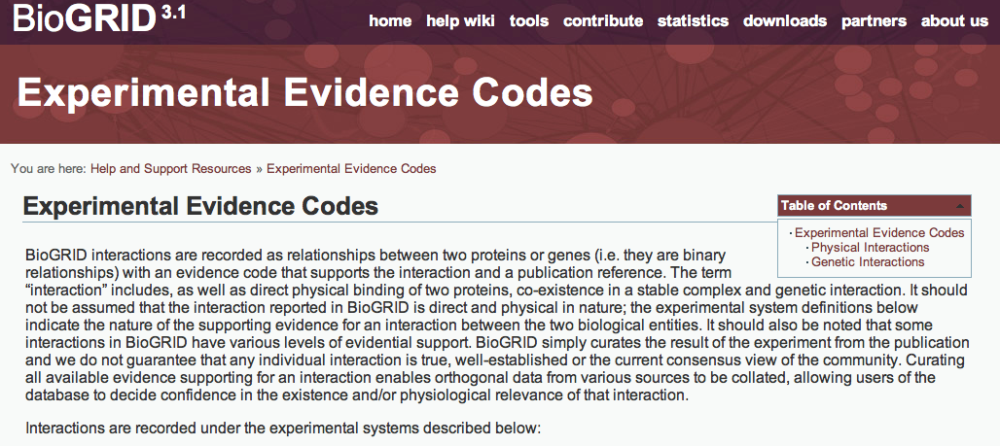 BioGRID 3.1
home help wiki tools contribute statistics downloads partners about us
Experimental Evidence Codes
You are here: Help and Support Resources » Experimental Evidence Codes
Experimental Evidence Codes
Table of Contents
· Experimental Evidence Codes
· Physical Interactions
· Genetic Interactions
BioGRID interactions are recorded as relationships between two proteins or genes (i.e. they are binary
relationships) with an evidence code that supports the interaction and a publication reference. The term
“interaction” includes, as well as direct physical binding of two proteins, co-existence in a stable complex and genetic interaction. It should
not be assumed that the interaction reported in BioGRID is direct and physical in nature; the experimental system definitions below
indicate the nature of the supporting evidence for an interaction between the two biological entities. It should also be noted that some
interactions in BioGRID have various levels of evidential support. BioGRID simply curates the result of the experiment from the publication
and we do not guarantee that any individual interaction is true, well-established or the current consensus view of the community. Curating
all available evidence supporting for an interaction enables orthogonal data from various sources to be collated, allowing users of the
database to decide confidence in the existence and/or physiological relevance of that interaction.
Interactions are recorded under the experimental systems described below: